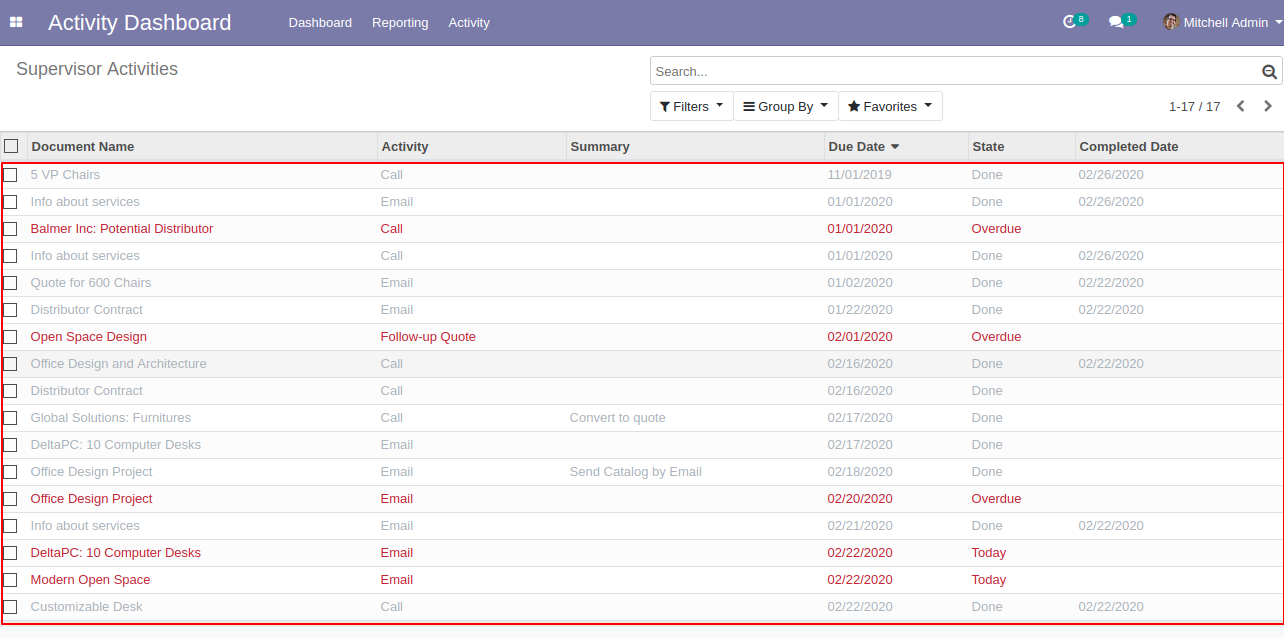 Activity Dashboard Dashboard Reporting Activity 8 1 Mitchell Admin
Supervisor Activities Search...
Filters Group By Favorites 1-17 / 17
Document Name Activity Summary Due Date State Completed Date
5 VP Chairs Call 11/01/2019 Done 02/26/2020
Info about services Email 01/01/2020 Done 02/26/2020
Balmer Inc: Potential Distributor Call 01/01/2020 Overdue
Info about services Call 01/01/2020 Done 02/26/2020
Quote for 600 Chairs Email 01/02/2020 Done 02/22/2020
Distributor Contract Email 01/22/2020 Done 02/22/2020
Open Space Design Follow-up Quote 02/01/2020 Overdue
Office Design and Architecture Call 02/16/2020 Done 02/22/2020
Distributor Contract Call 02/16/2020 Done
Global Solutions: Furnitures Call Convert to quote 02/17/2020 Done
DeltaPC: 10 Computer Desks Email 02/17/2020 Done
Office Design Project Email Send Catalog by Email 02/18/2020 Done
Office Design Project Email 02/20/2020 Overdue
Info about services Email 02/21/2020 Done 02/22/2020
DeltaPC: 10 Computer Desks Email 02/22/2020 Today
Modern Open Space Email 02/22/2020 Today
Customizable Desk Call 02/22/2020 Done 02/22/2020